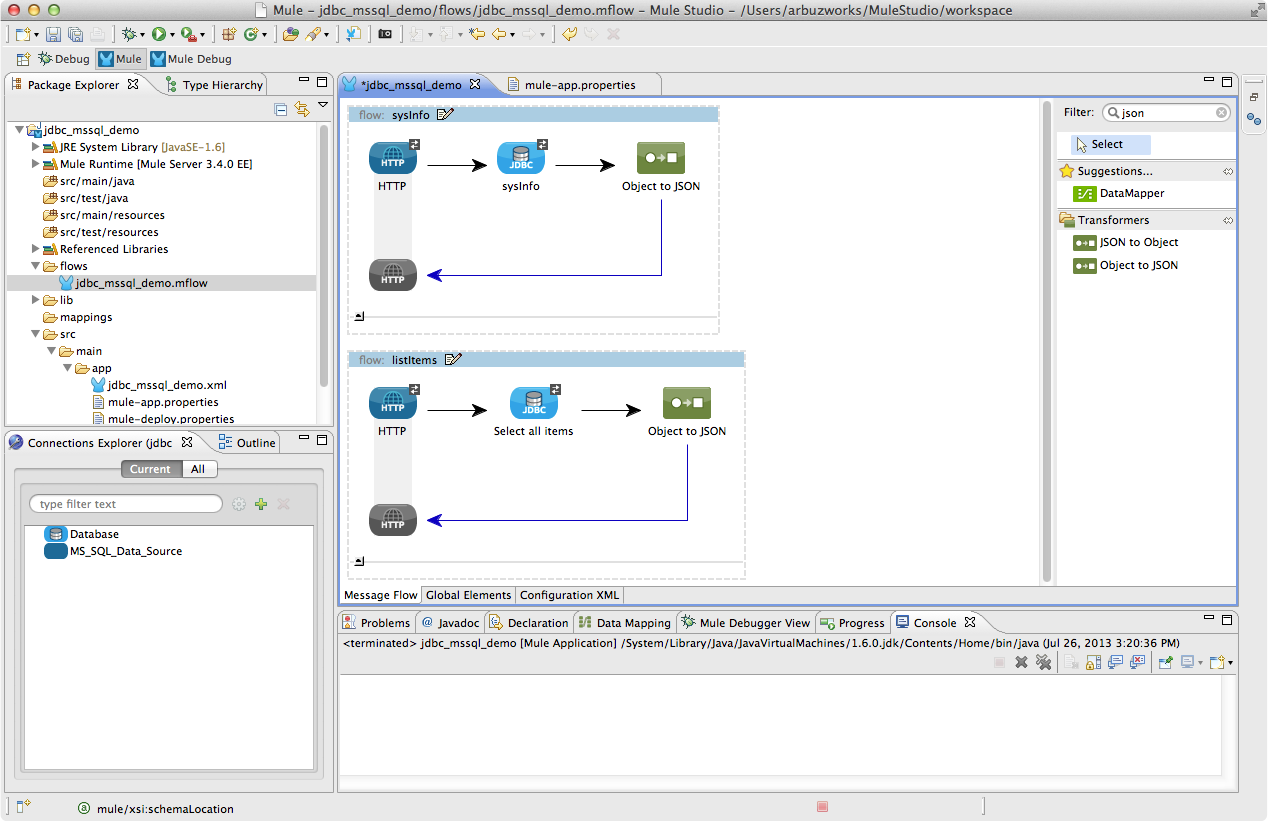 Mule – jdbc_mssql_demo/flows/jdbc_mssql_demo.mflow – Mule Studio – /Users/arbuzworks/MuleStudio/workspace
Debug Mule Mule Debug
Package Explorer Type Hierarchy
jdbc_mssql_demo
JRE System Library [JavaSE-1.6]
Mule Runtime [Mule Server 3.4.0 EE]
src/main/java
src/test/java
src/main/resources
src/test/resources
Referenced Libraries
flows
jdbc_mssql_demo.mflow
lib
mappings
src
main
app
jdbc_mssql_demo.xml
mule-app.properties
mule-deploy.properties
Connections Explorer (jdbc Outline
Current All
type filter text
Database
MS_SQL_Data_Source
*jdbc_mssql_demo mule-app.properties
flow: sysInfo
HTTP JDBC
HTTP sysInfo Object to JSON
HTTP
flow: listItems
HTTP JDBC
HTTP Select all items Object to JSON
HTTP
Message Flow Global Elements Configuration XML
Filter: json
Select
Suggestions...
DataMapper
Transformers
JSON to Object
Object to JSON
Problems @ Javadoc Declaration Data Mapping Mule Debugger View Progress Console
<terminated> jdbc_mssql_demo [Mule Application] /System/Library/Java/JavaVirtualMachines/1.6.0.jdk/Contents/Home/bin/java (Jul 26, 2013 3:20:36 PM)
a mule/xsi:schemaLocation